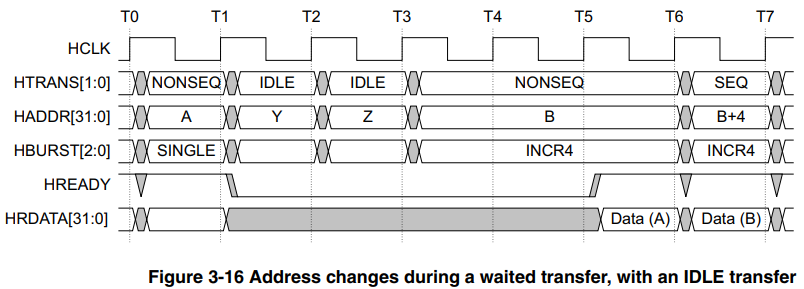 T0 T1 T2 T3 T4 T5 T6 T7
HCLK
HTRANS[1:0] NONSEQ IDLE IDLE NONSEQ SEQ
HADDR[31:0] A Y Z B B+4
HBURST[2:0] SINGLE INCR4 INCR4
HREADY
HRDATA[31:0] Data (A) Data (B)
Figure 3-16 Address changes during a waited transfer, with an IDLE transfer